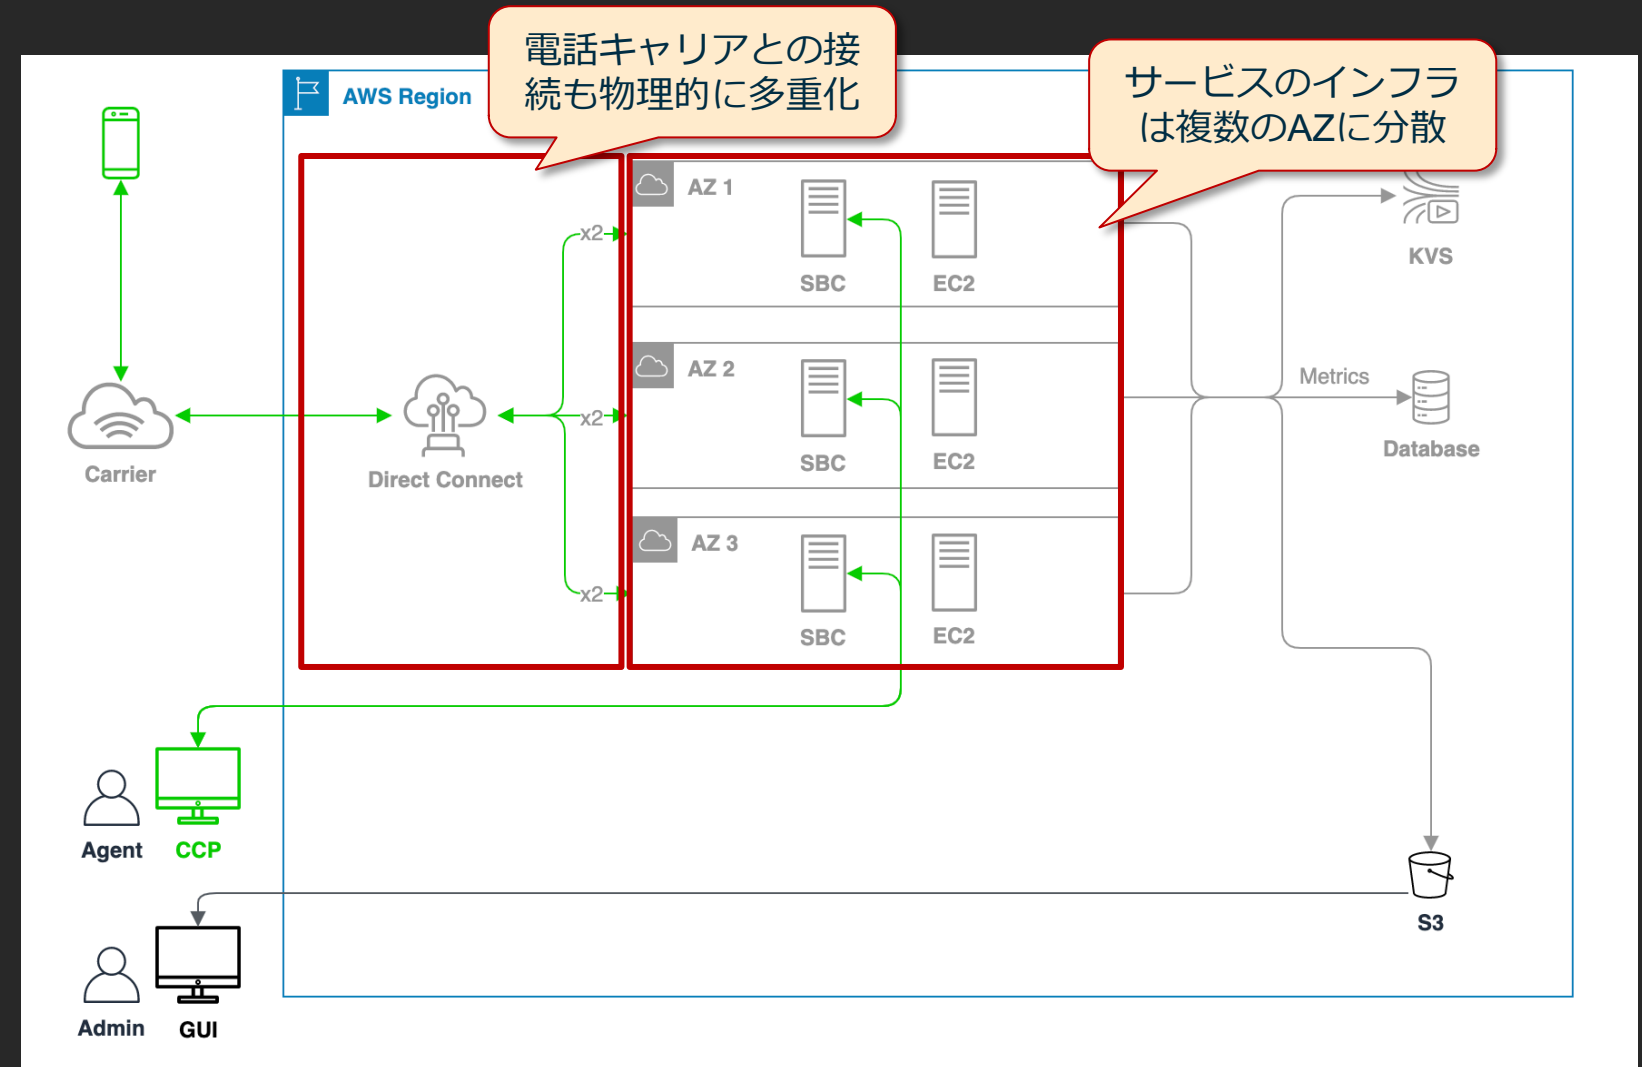 電話キャリアとの接
続も物理的に多重化
サービスのインフラ
は複数のAZに分散
AWS Region
AZ 1
x2
SBC
EC2
KVS
AZ 2
Metrics
x2
SBC
EC2
Database
Carrier
Direct Connect
AZ 3
x2
SBC
EC2
Agent
CCP
S3
Admin
GUI